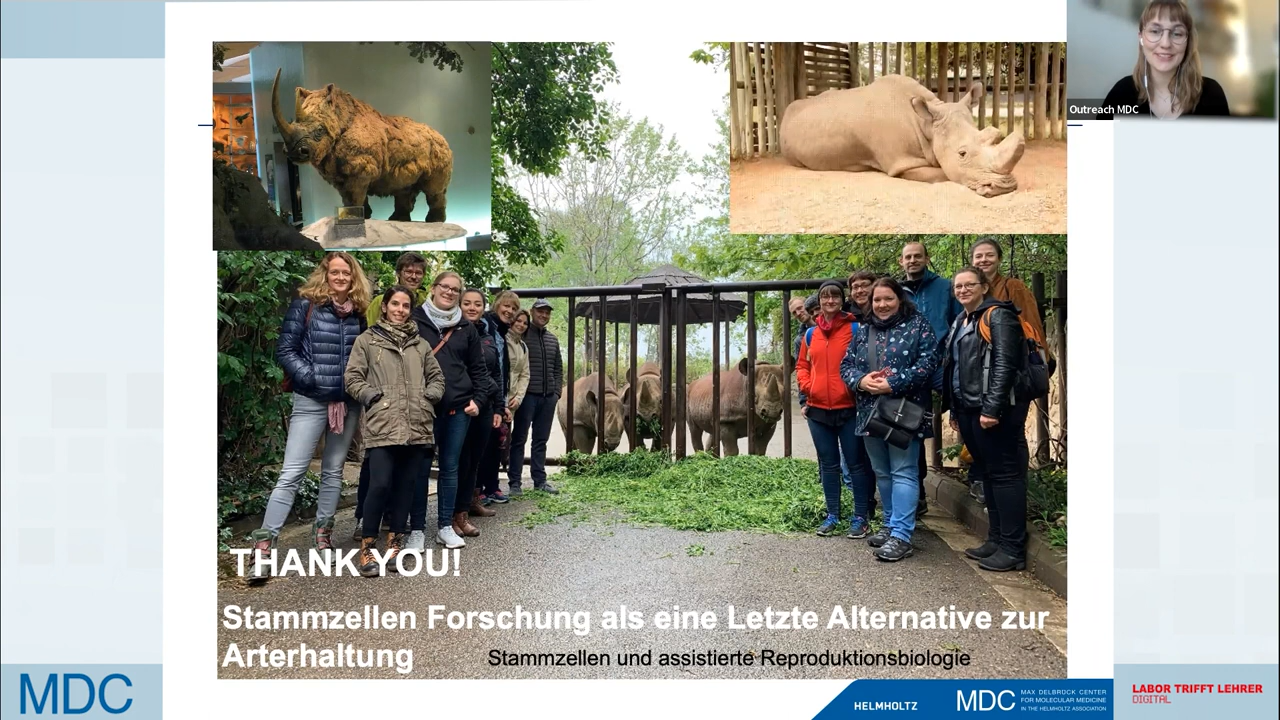 Outreach MDC
THANK YOU!
Stammzellen Forschung als eine Letzte Alternative zur
Arterhaltung
Stammzellen und assistierte Reproduktionsbiologie
MDC
HELMHOLTZ
MDC
MAX DELBRÜCK CENTER
FOR MOLECULAR MEDICINE
IN THE HELMHOLTZ ASSOCIATION
LABOR TRIFFT LEHRER
DIGITAL